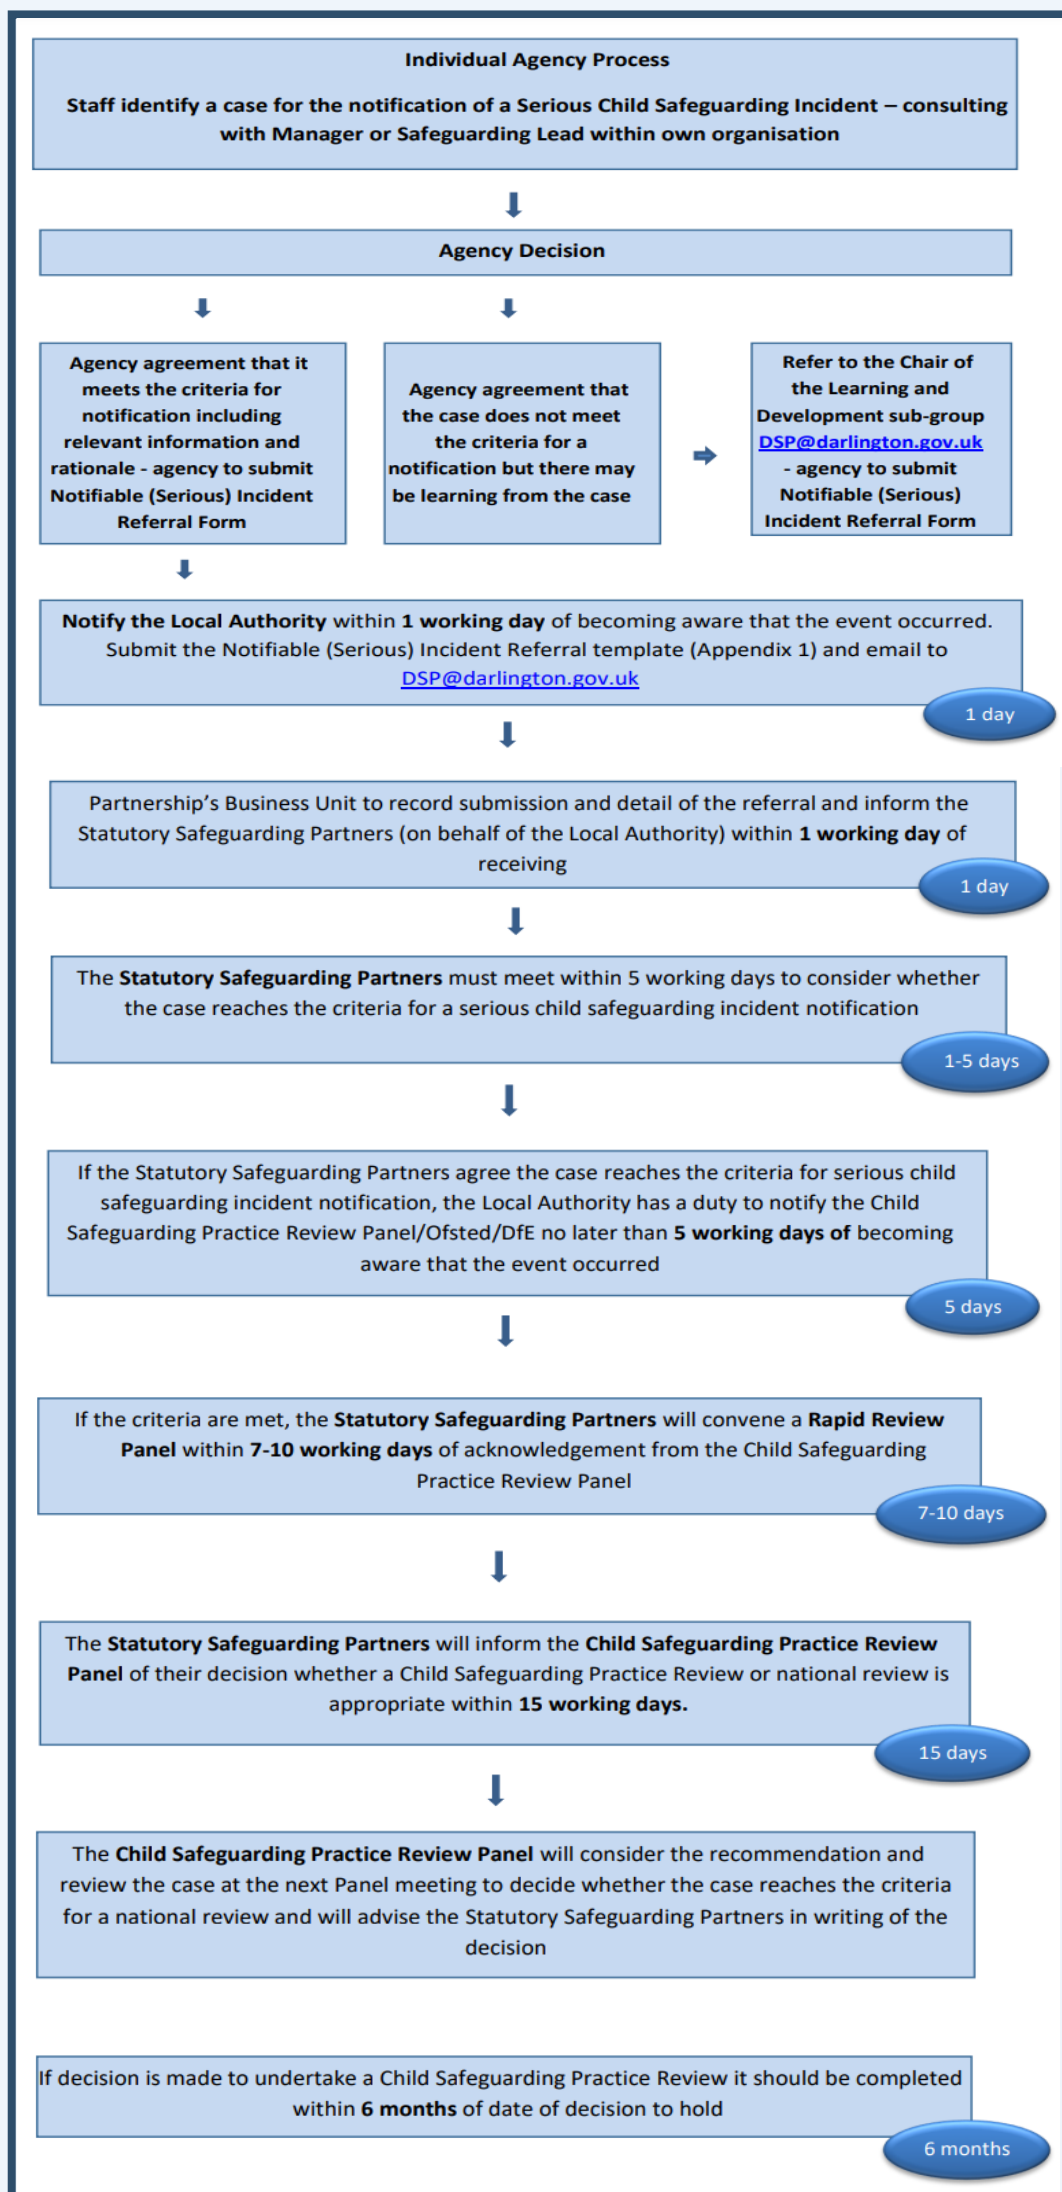 Individual Agency Process
Staff identify a case for the notification of a Serious Child Safeguarding Incident – consulting
with Manager or Safeguarding Lead within own organisation
Agency Decision
Agency agreement that it
meets the criteria for
notification including
relevant information and
rationale - agency to submit
Notifiable (Serious) Incident
Referral Form
Agency agreement that
the case does not meet
the criteria for a
notification but there may
be learning from the case
Refer to the Chair of
the Learning and
Development sub-group
DSP@darlington.gov.uk
- agency to submit
Notifiable (Serious)
Incident Referral Form
Notify the Local Authority within 1 working day of becoming aware that the event occurred.
Submit the Notifiable (Serious) Incident Referral template (Appendix 1) and email to
DSP@darlington.gov.uk
1 day
Partnership's Business Unit to record submission and detail of the referral and inform the
Statutory Safeguarding Partners (on behalf of the Local Authority) within 1 working day of
receiving
1 day
The Statutory Safeguarding Partners must meet within 5 working days to consider whether
the case reaches the criteria for a serious child safeguarding incident notification
1-5 days
If the Statutory Safeguarding Partners agree the case reaches the criteria for serious child
safeguarding incident notification, the Local Authority has a duty to notify the Child
Safeguarding Practice Review Panel/Ofsted/DfE no later than 5 working days of becoming
aware that the event occurred
5 days
If the criteria are met, the Statutory Safeguarding Partners will convene a Rapid Review
Panel within 7-10 working days of acknowledgement from the Child Safeguarding
Practice Review Panel
7-10 days
The Statutory Safeguarding Partners will inform the Child Safeguarding Practice Review
Panel of their decision whether a Child Safeguarding Practice Review or national review is
appropriate within 15 working days.
15 days
The Child Safeguarding Practice Review Panel will consider the recommendation and
review the case at the next Panel meeting to decide whether the case reaches the criteria
for a national review and will advise the Statutory Safeguarding Partners in writing of the
decision
If decision is made to undertake a Child Safeguarding Practice Review it should be completed
within 6 months of date of decision to hold
6 months